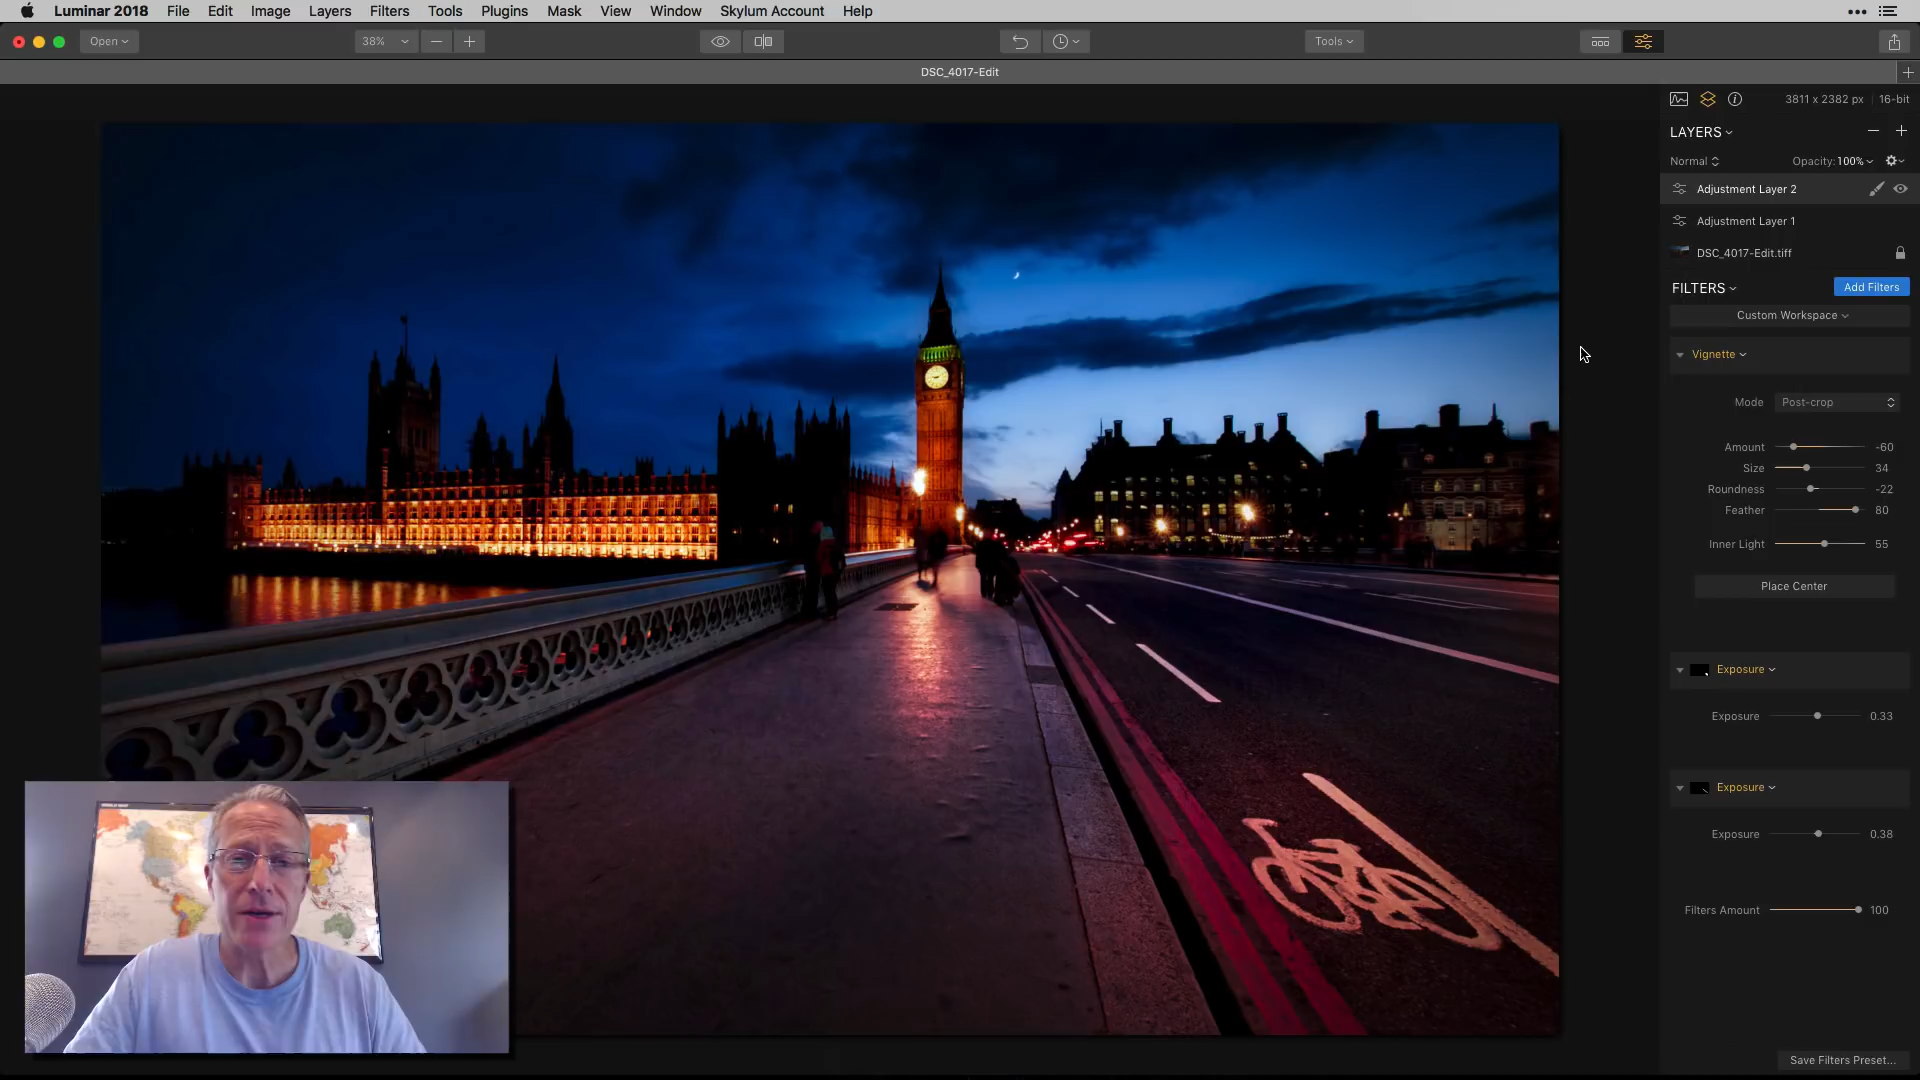 Luminar 2018 File Edit Image Layers Filters Tools Plugins Mask View Window Skylum Account Help
Open 38% Tools
DSC_4017-Edit
3811 x 2382 px 16-bit
LAYERS
Normal Opacity: 100%
Adjustment Layer 2
Adjustment Layer 1
DSC_4017-Edit.tiff
FILTERS Add Filters
Custom Workspace
Vignette
Mode Post-crop
Amount -60
Size 34
Roundness -22
Feather 80
Inner Light 55
Place Center
Exposure
Exposure 0.33
Exposure
Exposure 0.38
Filters Amount 100
Save Filters Preset...